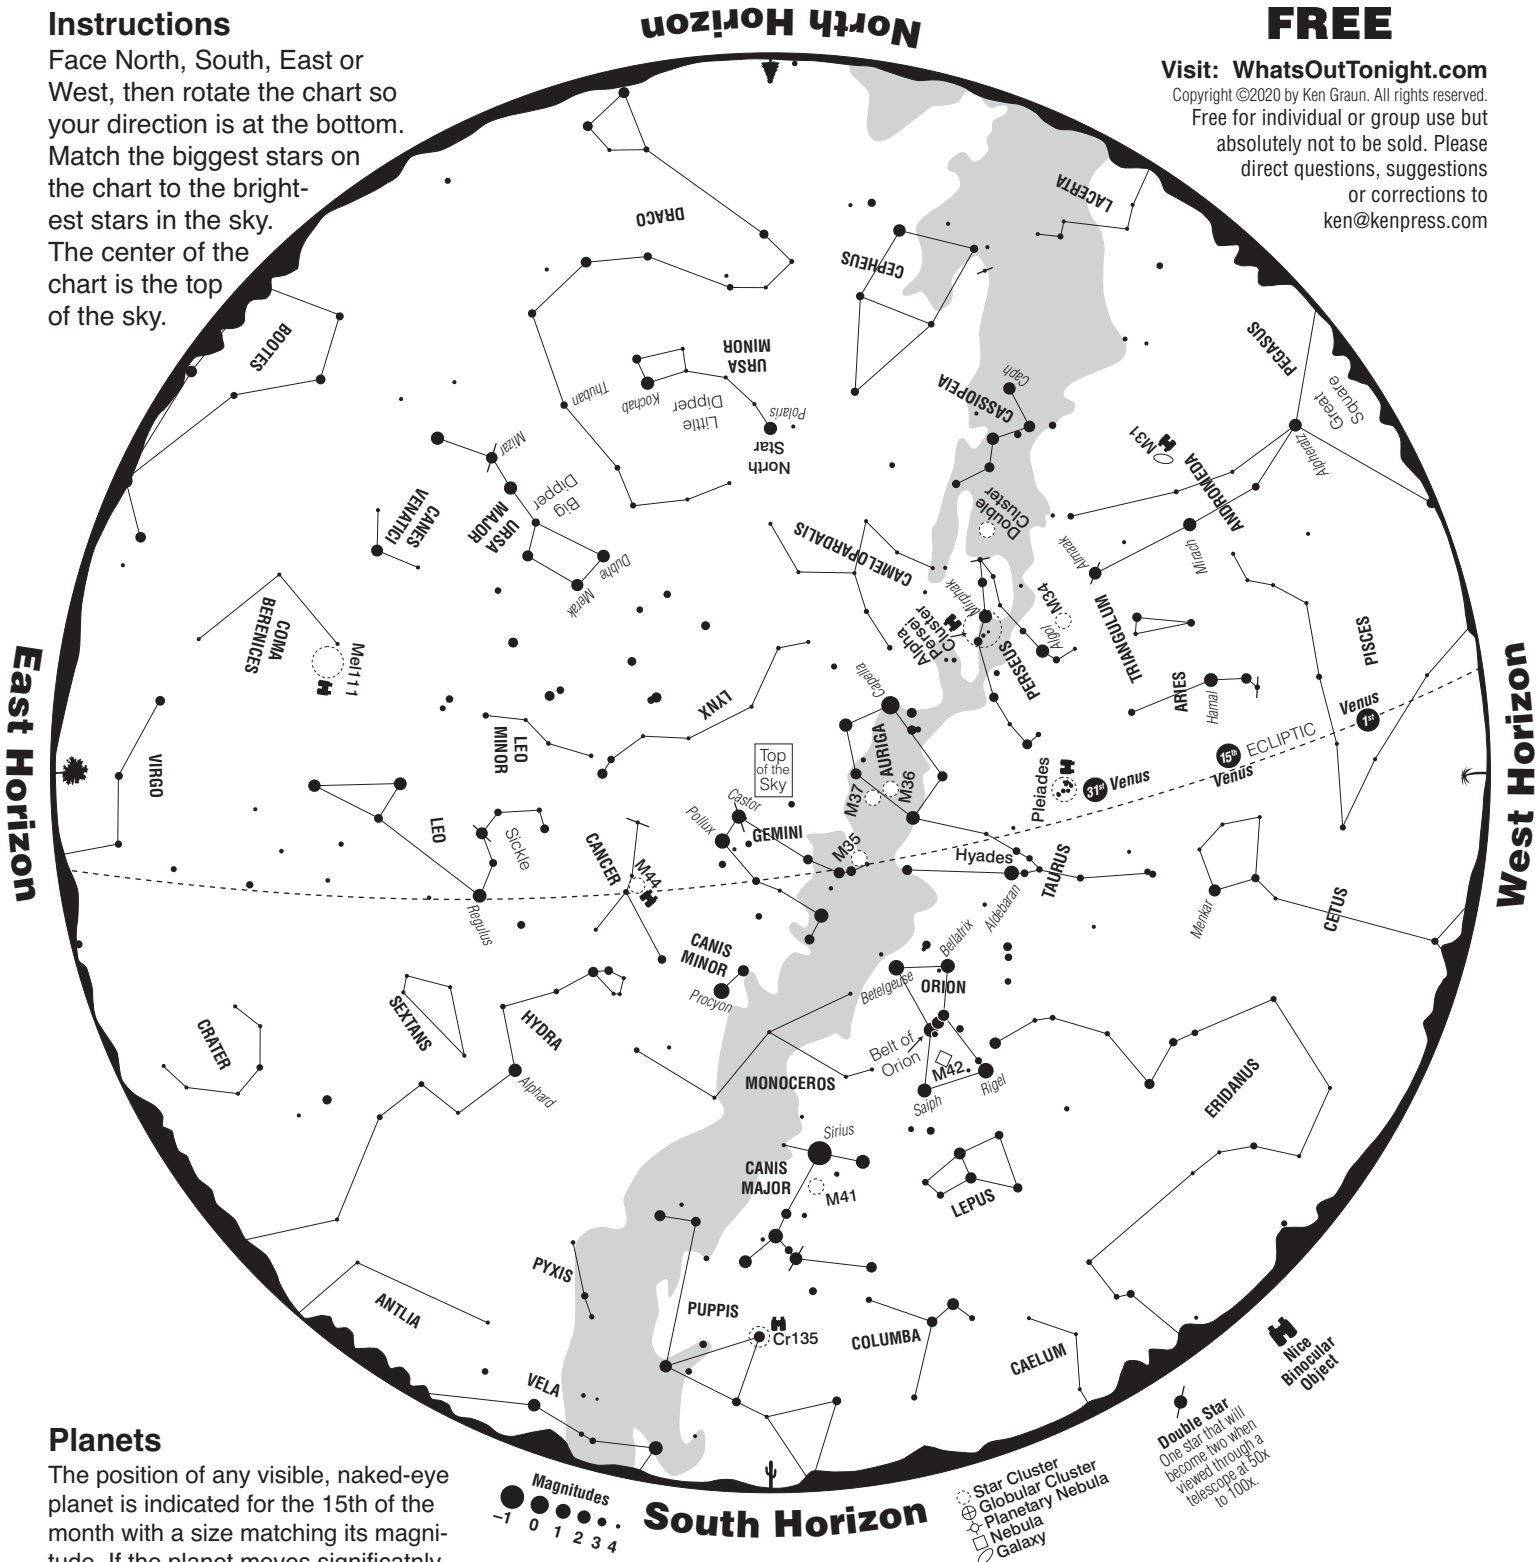 Instructions
Face North, South, East or
West, then rotate the chart so
your direction is at the bottom.
Match the biggest stars on
the chart to the bright-
est stars in the sky.
The center of the
chart is the top
of the sky.
North Horizon
FREE
Visit: WhatsOutTonight.com
Copyright ©2020 by Ken Graun. All rights reserved.
Free for individual or group use but
absolutely not to be sold. Please
direct questions, suggestions
or corrections to
ken@kenpress.com
DRACO
LACERTA
CEPHEUS
BOOTES
URSA
MINOR
Thuban
Kochab
Little
Dipper
Polaris
North
Star
CASSIOPEIA
Caph
PEGASUS
Great
Square
Alpheratz
M31
ANDROMEDA
Mizar
Big
Dipper
URSA
MAJOR
CANES
VENATICI
Dubhe
Merak
CAMELOPARDALIS
Double
Cluster
Almaak
Mirach
Mirphak
Alpha
Persei
Cluster
M34
Algol
PERSEUS
TRIANGULUM
PISCES
COMA
BERENICES
Mel111
LYNX
Capella
ARIES
Hamal
Venus
1st
15th
Venus
ECLIPTIC
31st
Venus
East Horizon
West Horizon
VIRGO
LEO
MINOR
Top
of the
Sky
AURIGA
M36
M37
Pleiades
LEO
Sickle
Castor
Pollux
GEMINI
M35
CANCER
M44
Hyades
TAURUS
Aldebaran
Menkar
CETUS
Regulus
CANIS
MINOR
Procyon
Bellatrix
Betelgeuse
ORION
Belt of
Orion
M42
Rigel
Saiph
SEXTANS
HYDRA
CRATER
Alphard
MONOCEROS
ERIDANUS
Sirius
CANIS
MAJOR
M41
LEPUS
PYXIS
ANTLIA
PUPPIS
Cr135
COLUMBA
CAELUM
VELA
Nice
Binocular
Object
Double Star
One star that will
become two when
viewed through a
telescope at 50x
to 100x.
Star Cluster
Globular Cluster
Planetary Nebula
Nebula
Galaxy
Magnitudes
–1 0 1 2 3 4
South Horizon
Planets
The position of any visible, naked-eye
planet is indicated for the 15th of the
month with a size matching its magni-
tude. If the planet moves significatnly